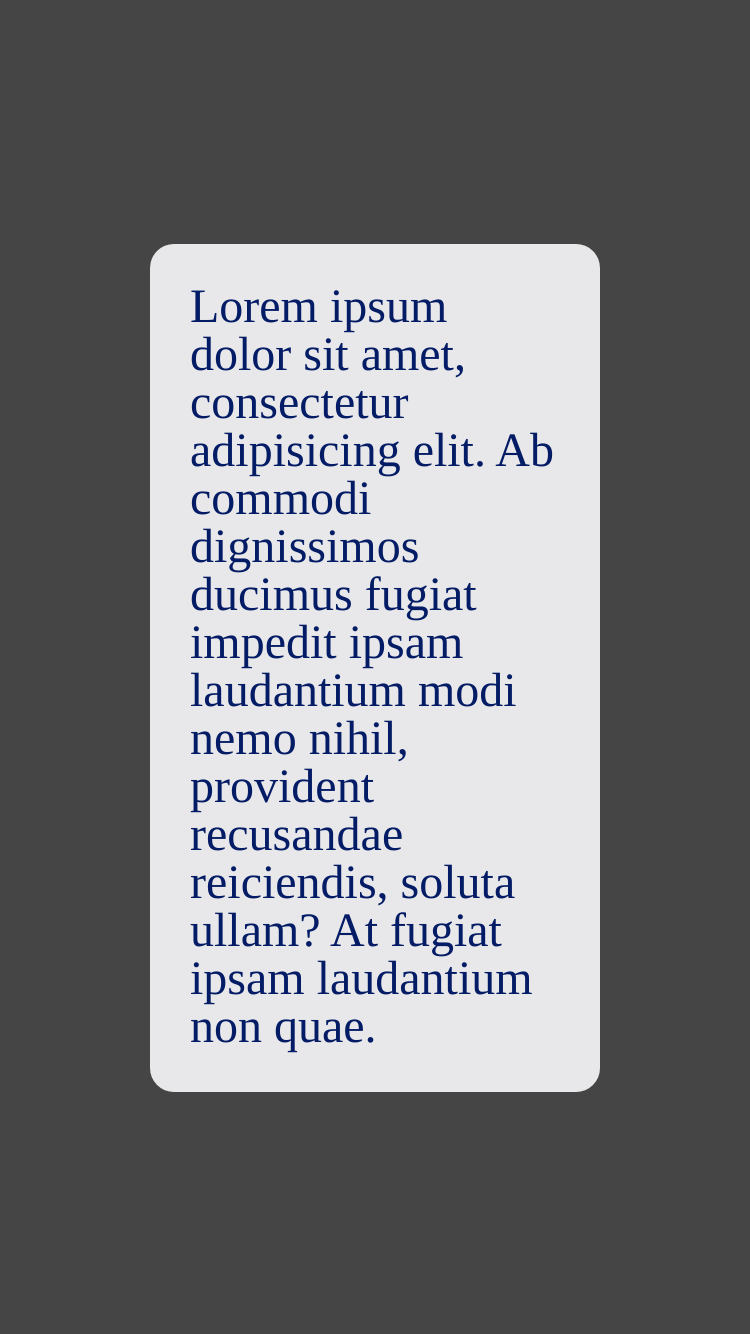 Lorem ipsum
dolor sit amet,
consectetur
adipisicing elit. Ab
commodi
dignissimos
ducimus fugiat
impedit ipsam
laudantium modi
nemo nihil,
provident
recusandae
reiciendis, soluta
ullam? At fugiat
ipsam laudantium
non quae.